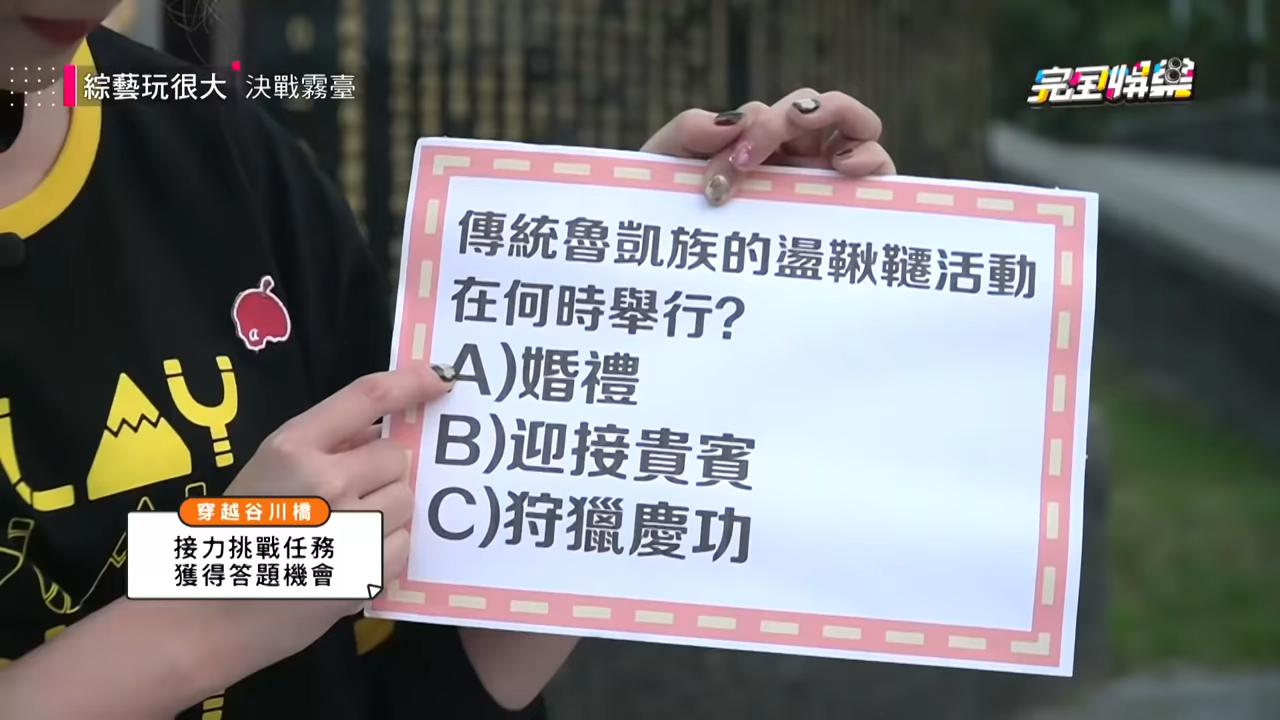 綜藝玩很大 決戰霧臺
完全娛樂
傳統魯凱族的盪鞦韆活動
在何時舉行?
A)婚禮
B)迎接貴賓
C)狩獵慶功
LAY
穿越谷川橋
接力挑戰任務
獲得答題機會